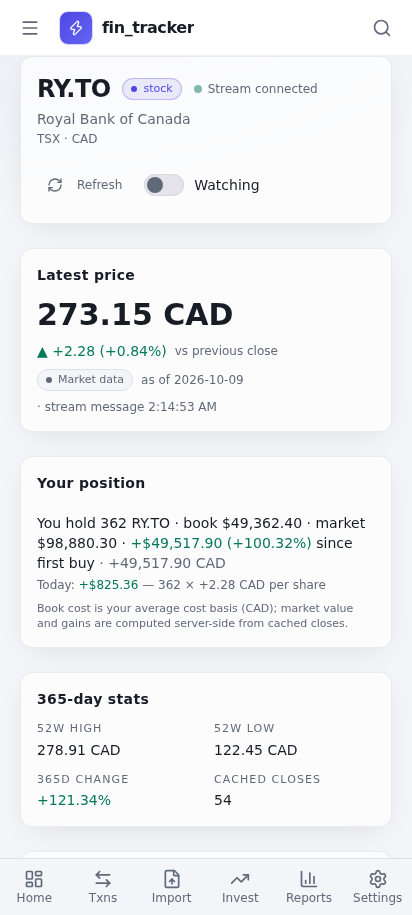 fin_tracker
RY.TO stock Stream connected
Royal Bank of Canada
TSX · CAD
Refresh Watching
Latest price
273.15 CAD
▲ +2.28 (+0.84%) vs previous close
Market data as of 2026-10-09
· stream message 2:14:53 AM
Your position
You hold 362 RY.TO · book $49,362.40 · market
$98,880.30 · +$49,517.90 (+100.32%) since
first buy · +49,517.90 CAD
Today: +$825.36 — 362 × +2.28 CAD per share
Book cost is your average cost basis (CAD); market value
and gains are computed server-side from cached closes.
365-day stats
52W HIGH 52W LOW
278.91 CAD 122.45 CAD
365D CHANGE CACHED CLOSES
+121.34% 54
Home Txns Import Invest Reports Settings